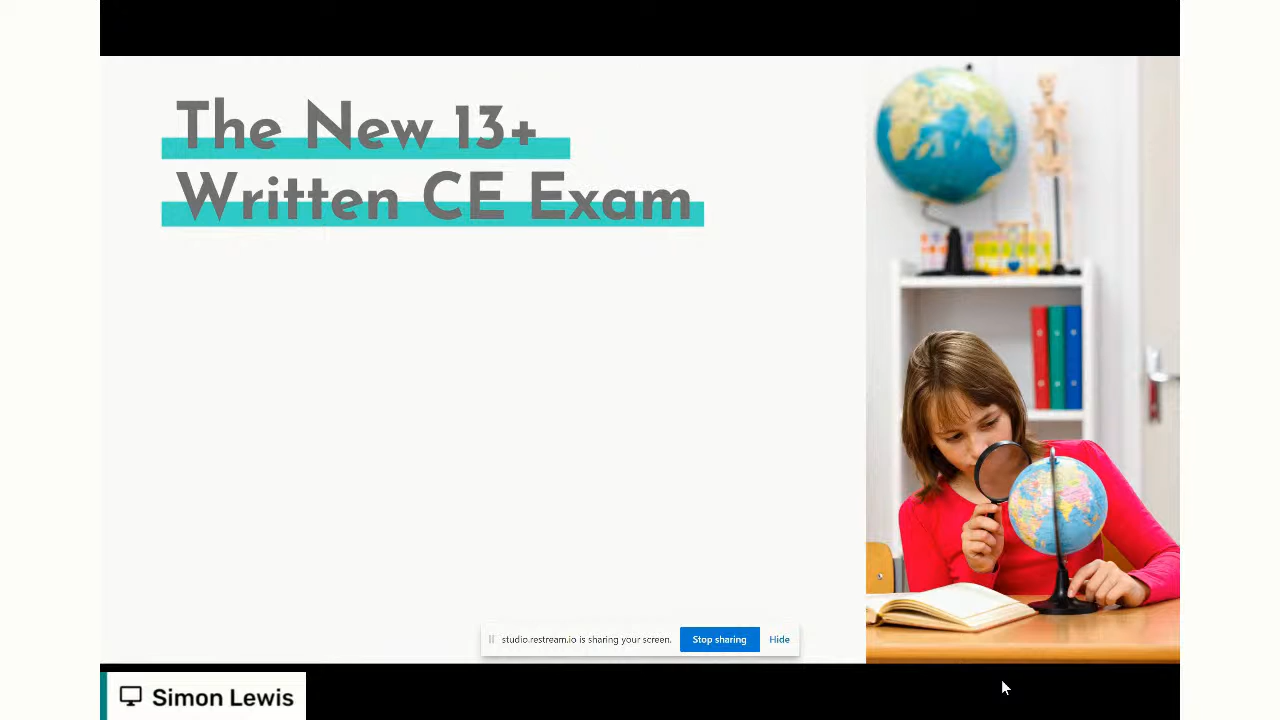 The New 13+
Written CE Exam
studio.restream.io is sharing your screen.
Stop sharing
Hide
Simon Lewis